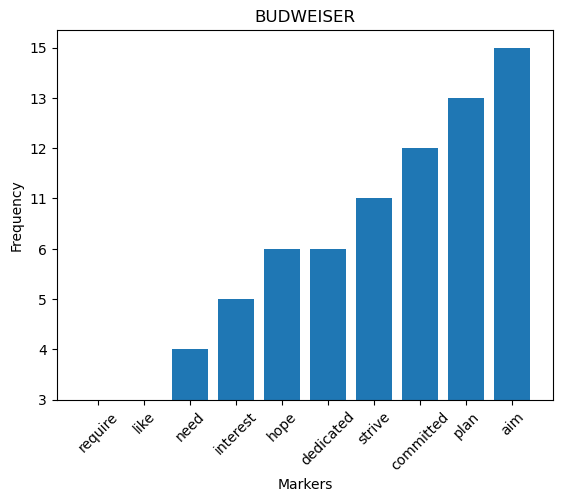 BUDWEISER
15
13
12
11
6
5
4
3
Frequency
require
like
need
interest
hope
dedicated
strive
committed
plan
aim
Markers